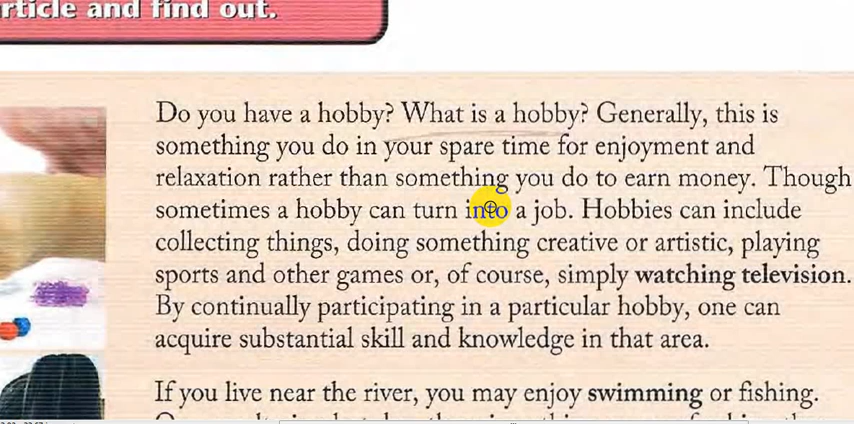 rticle and find out.
Do you have a hobby? What is a hobby? Generally, this is
something you do in your spare time for enjoyment and
relaxation rather than something you do to earn money. Though
sometimes a hobby can turn into a job. Hobbies can include
collecting things, doing something creative or artistic, playing
sports and other games or, of course, simply watching television.
By continually participating in a particular hobby, one can
acquire substantial skill and knowledge in that area.
If you live near the river, you may enjoy swimming or fishing.